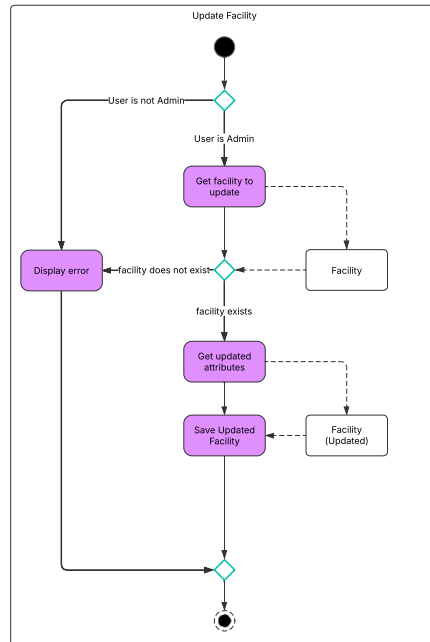 Update Facility
User is not Admin
User is Admin
Get facility to
update
Display error
facility does not exist
Facility
facility exists
Get updated
attributes
Save Updated
Facility
Facility
(Updated)